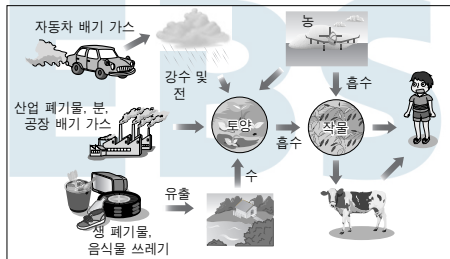 자동차 배기 가스
농
강수 및
전
흡수
산업 폐기물, 분,
공장 배기 가스
토양
흡수
작물
수
유출
생 폐기물,
음식물 쓰레기
EBS